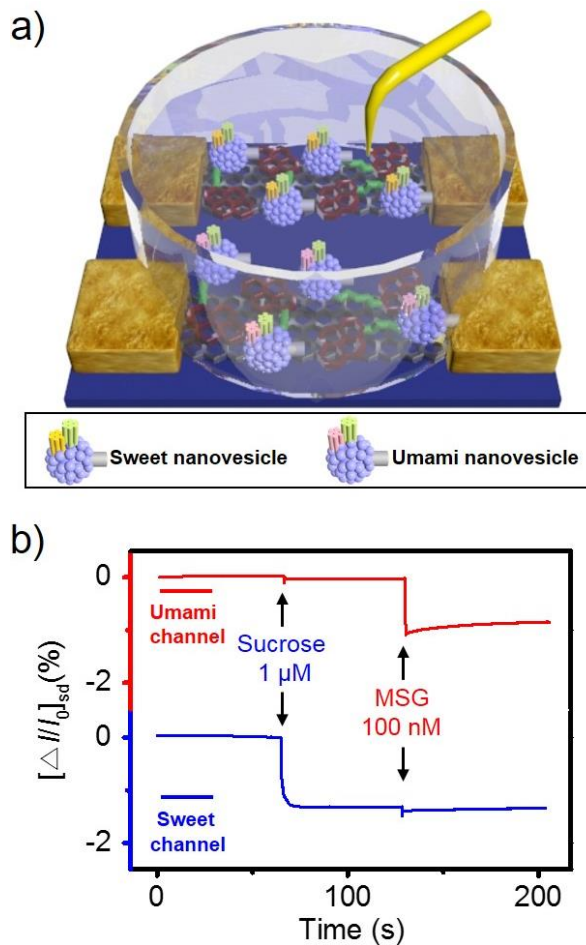 a)
Sweet nanovesicle
Umami nanovesicle
b)
[△I/I₀]sd(%)
0
-2
0
-2
Umami
channel
Sucrose
1 µM
MSG
100 nM
Sweet
channel
0
100
200
Time (s)